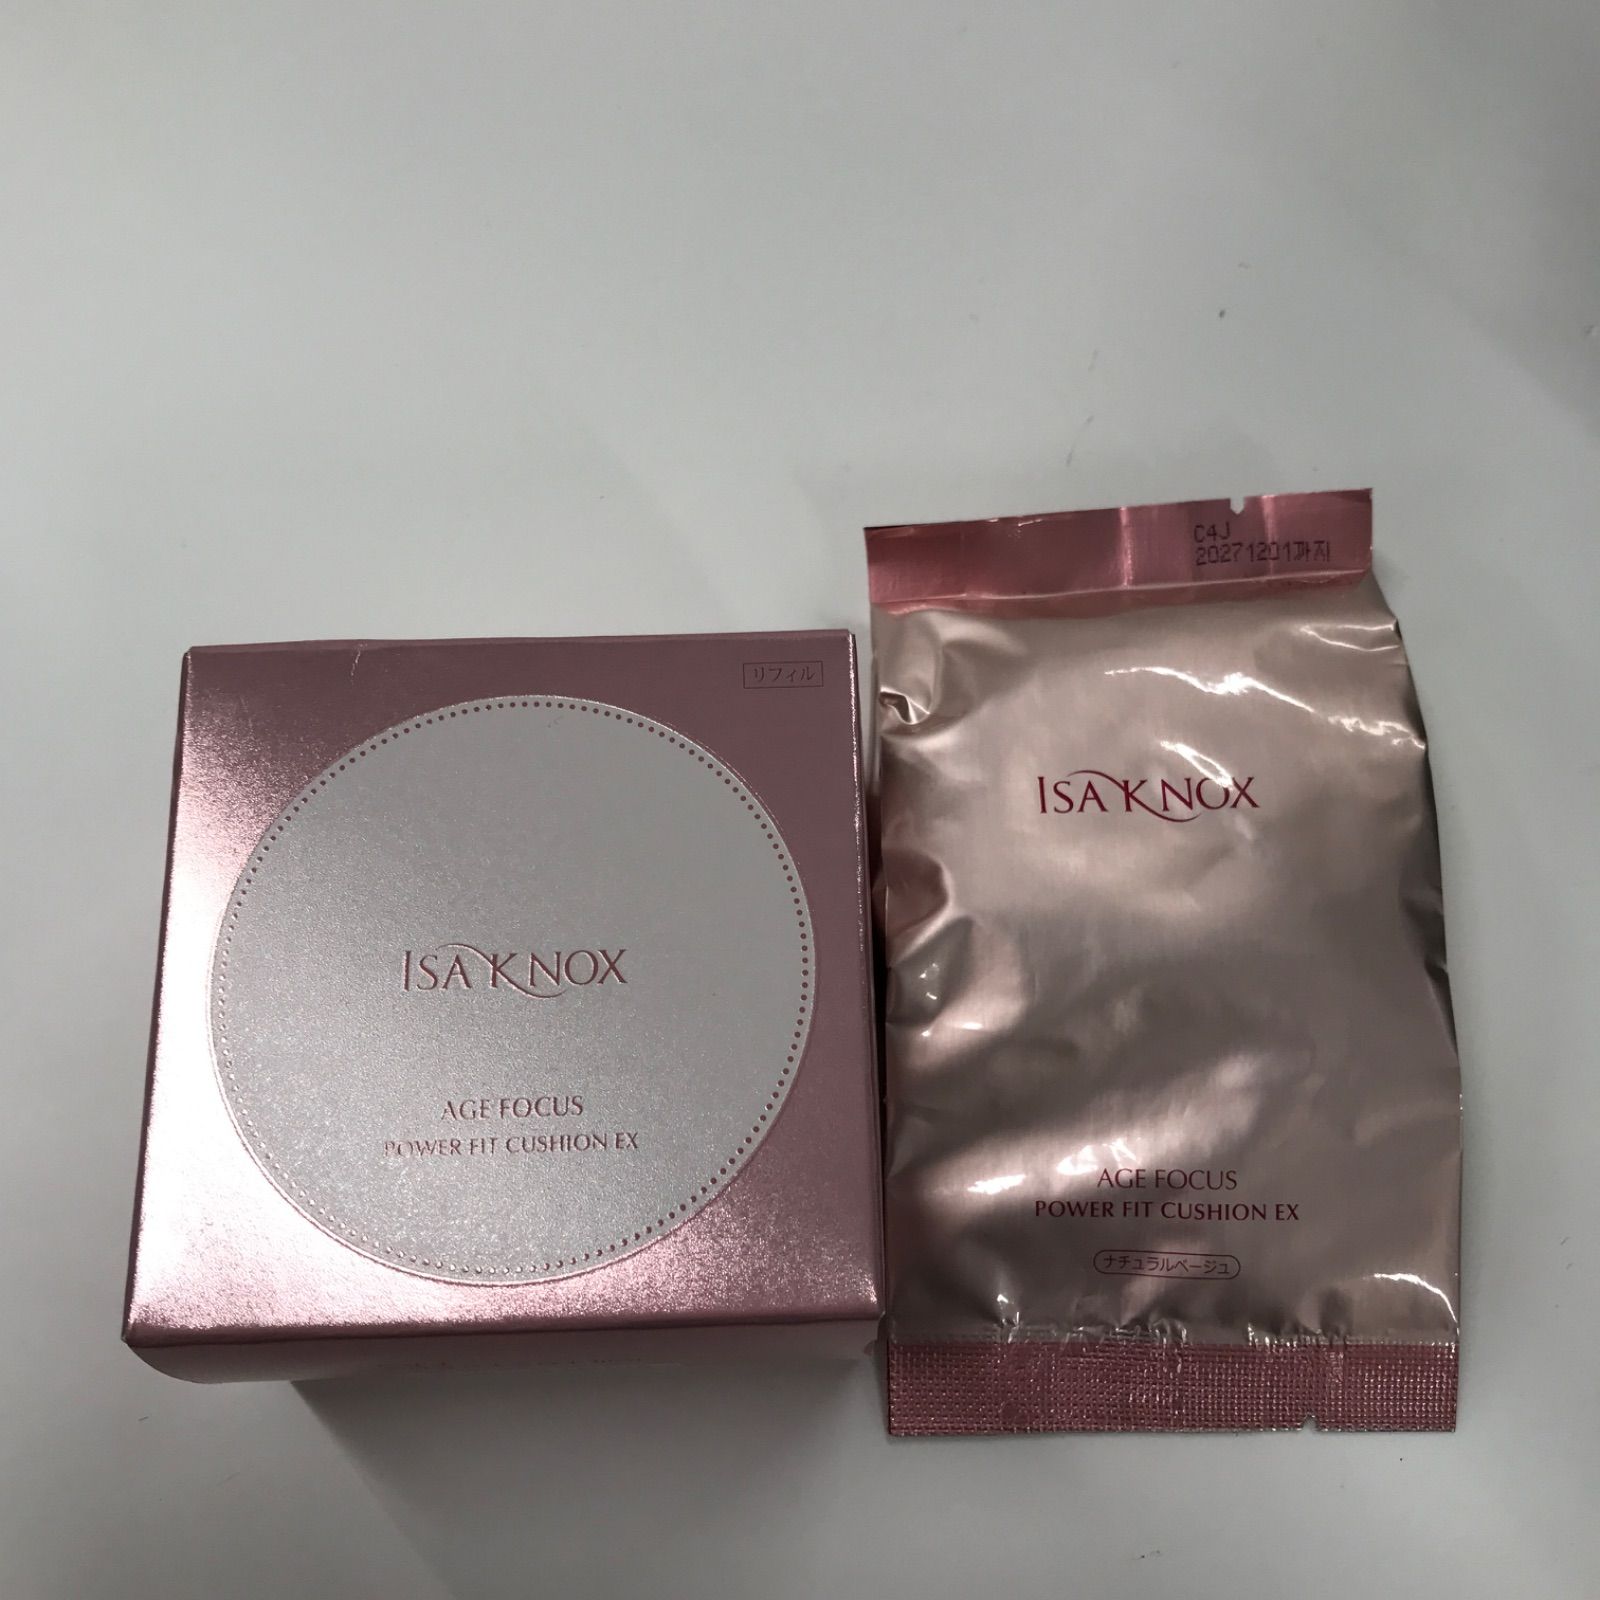 リフィル
ISA KNOX
AGE FOCUS
POWER FIT CUSHION EX
C4J
20271201까지
ISA KNOX
AGE FOCUS
POWER FIT CUSHION EX
ナチュラルベージュ